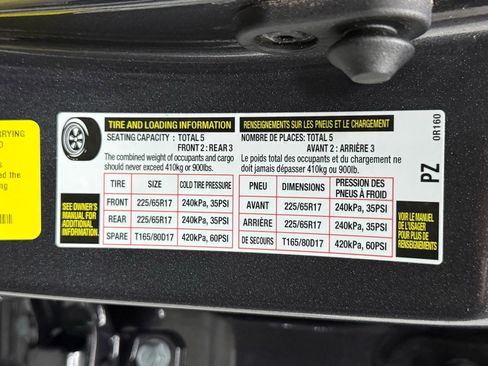 RRYING
TIRE AND LOADING INFORMATION
SEATING CAPACITY : TOTAL 5
FRONT 2 : REAR 3
The combined weight of occupants and cargo
should never exceed 410kg or 900lbs.
TIRE SIZE COLD TIRE PRESSURE
FRONT 225/65R17 240kPa, 35PSI
REAR 225/65R17 240kPa, 35PSI
SPARE T165/80D17 420kPa, 60PSI
SEE OWNER'S
MANUAL FOR
ADDITIONAL
INFORMATION
RENSEIGNEMENTS SUR LES PNEUS ET LE CHARGEMENT
NOMBRE DE PLACES: TOTAL 5
AVANT 2 : ARRIÈRE 3
Le poids total des occupants et du chargement ne
doit jamais dépasser 410kg ou 900lb.
PNEU DIMENSIONS PRESSION DES
PNEUS À FROID
AVANT 225/65R17 240kPa, 35PSI
ARRIÈRE 225/65R17 240kPa, 35PSI
DE SECOURS T165/80D17 420kPa, 60PSI
VOIR LE MANUEL
DE L'USAGER
POUR PLUS DE
RENSEIGNEMENTS
PZ
0R160